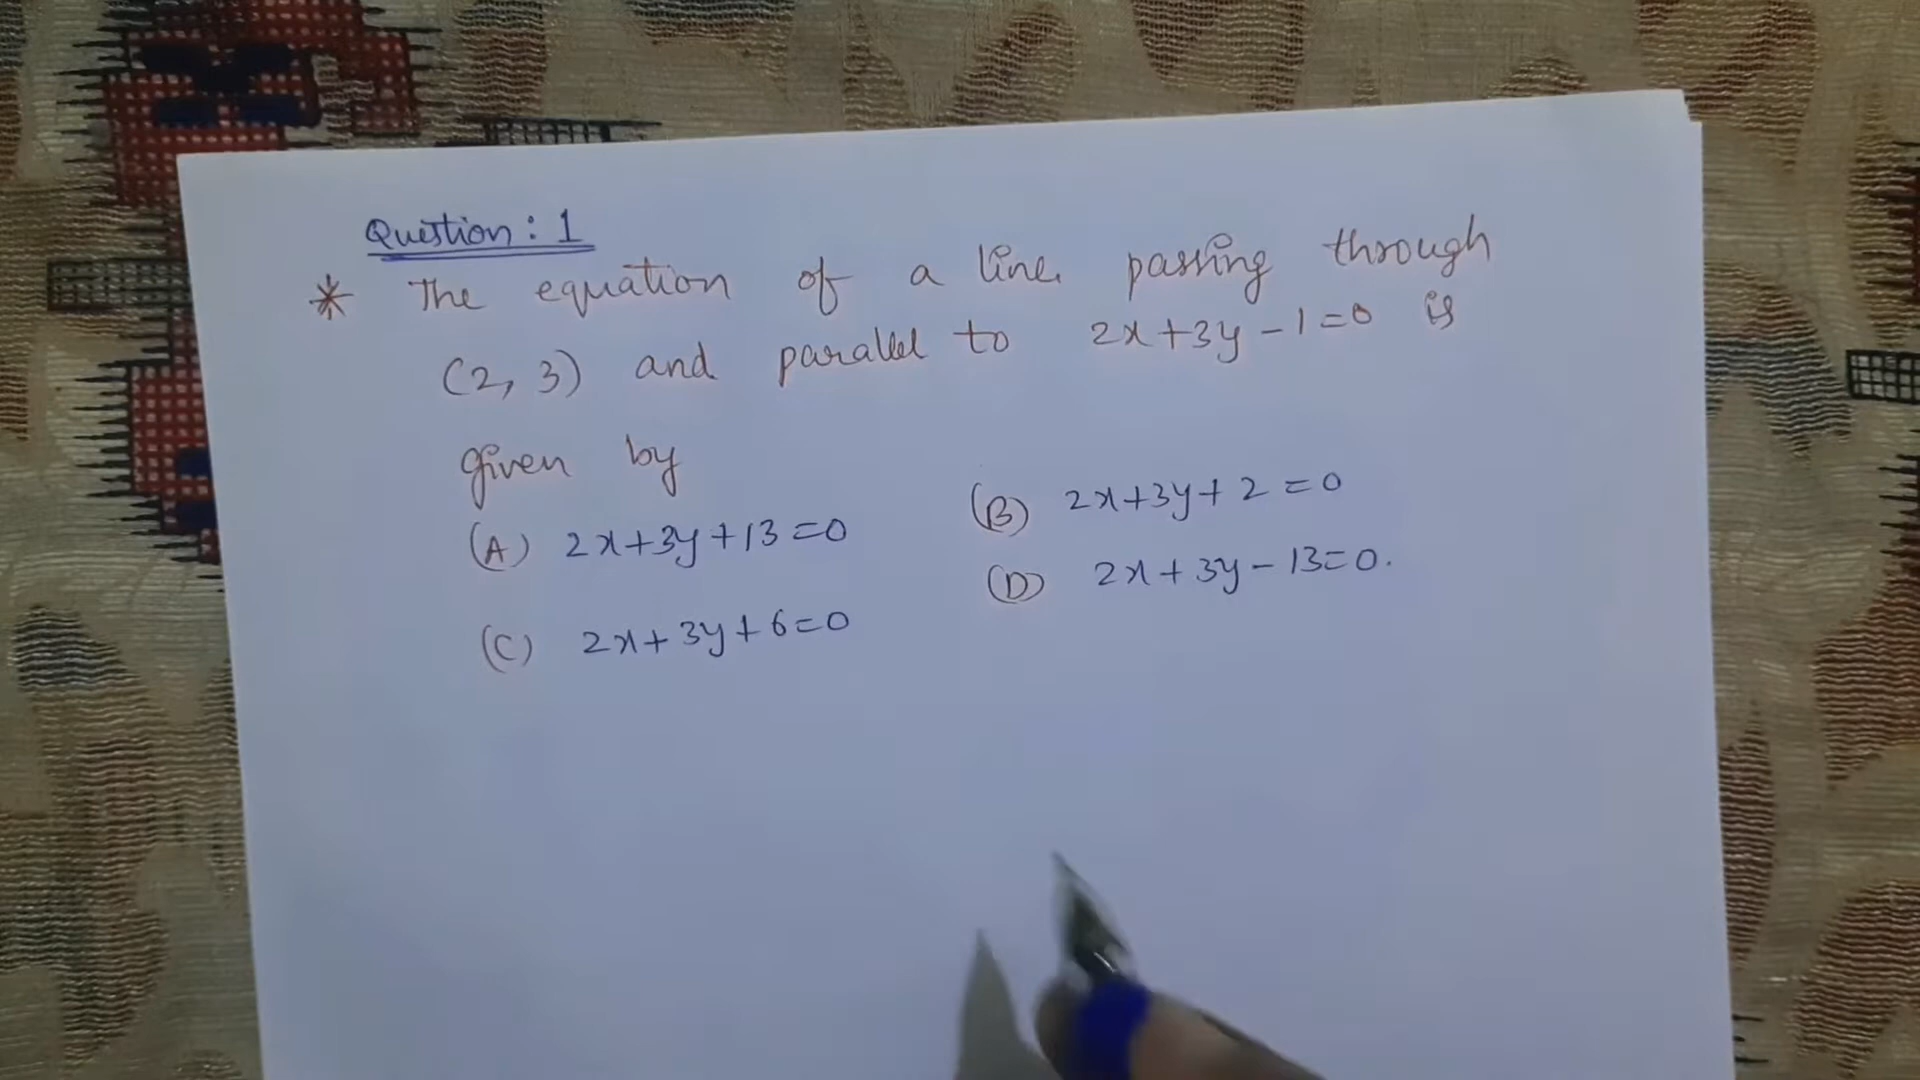 Question : 1
* The equation of a line passing through
(2, 3) and parallel to 2x+3y-1=0 is
given by
(A) 2x+3y+13=0 (B) 2x+3y+2=0
(C) 2x+3y+6=0 (D) 2x+3y-13=0.